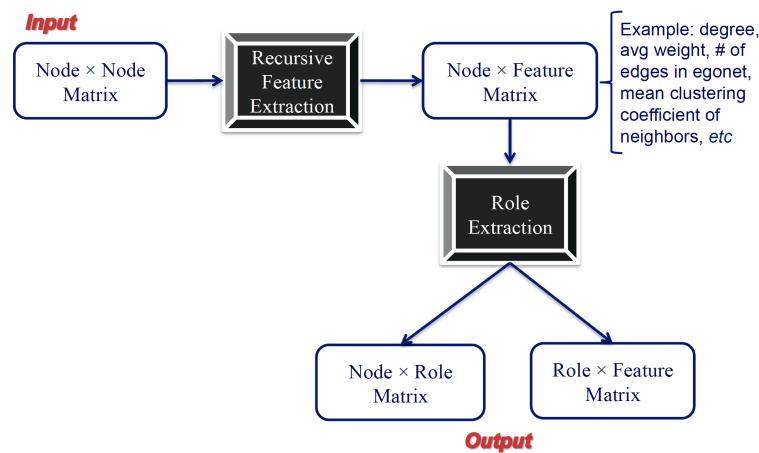 Input
Node × Node
Matrix
Recursive
Feature
Extraction
Node × Feature
Matrix
Example: degree,
avg weight, # of
edges in egonet,
mean clustering
coefficient of
neighbors, etc
Role
Extraction
Node × Role
Matrix
Role × Feature
Matrix
Output